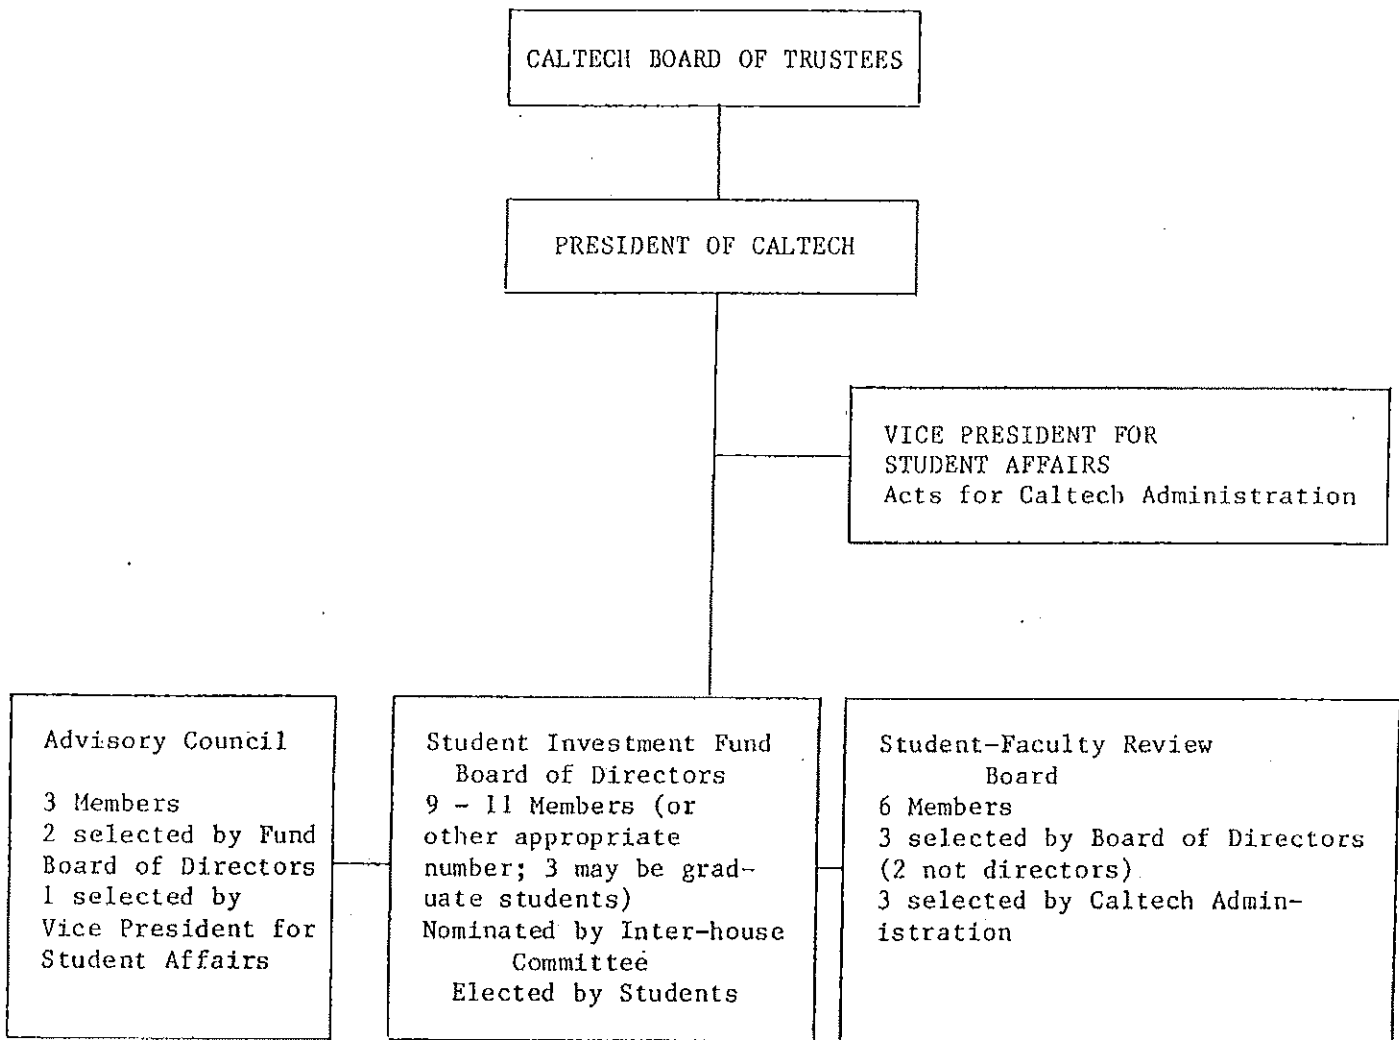 CALTECH BOARD OF TRUSTEES
PRESIDENT OF CALTECH
VICE PRESIDENT FOR
STUDENT AFFAIRS
Acts for Caltech Administration
Advisory Council
3 Members
2 selected by Fund
Board of Directors
1 selected by
Vice President for
Student Affairs
Student Investment Fund
Board of Directors
9 - 11 Members (or
other appropriate
number; 3 may be grad-
uate students)
Nominated by Inter-house
Committee
Elected by Students
Student-Faculty Review
Board
6 Members
3 selected by Board of Directors
(2 not directors)
3 selected by Caltech Admin-
istration